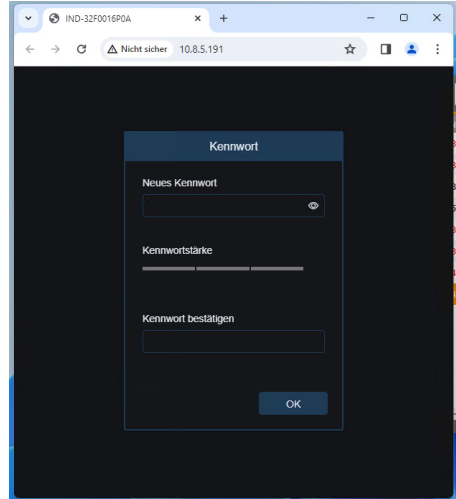 IND-32F0016P0A
Nicht sicher 10.8.5.191
Kennwort
Neues Kennwort
Kennwortstärke
Kennwort bestätigen
OK